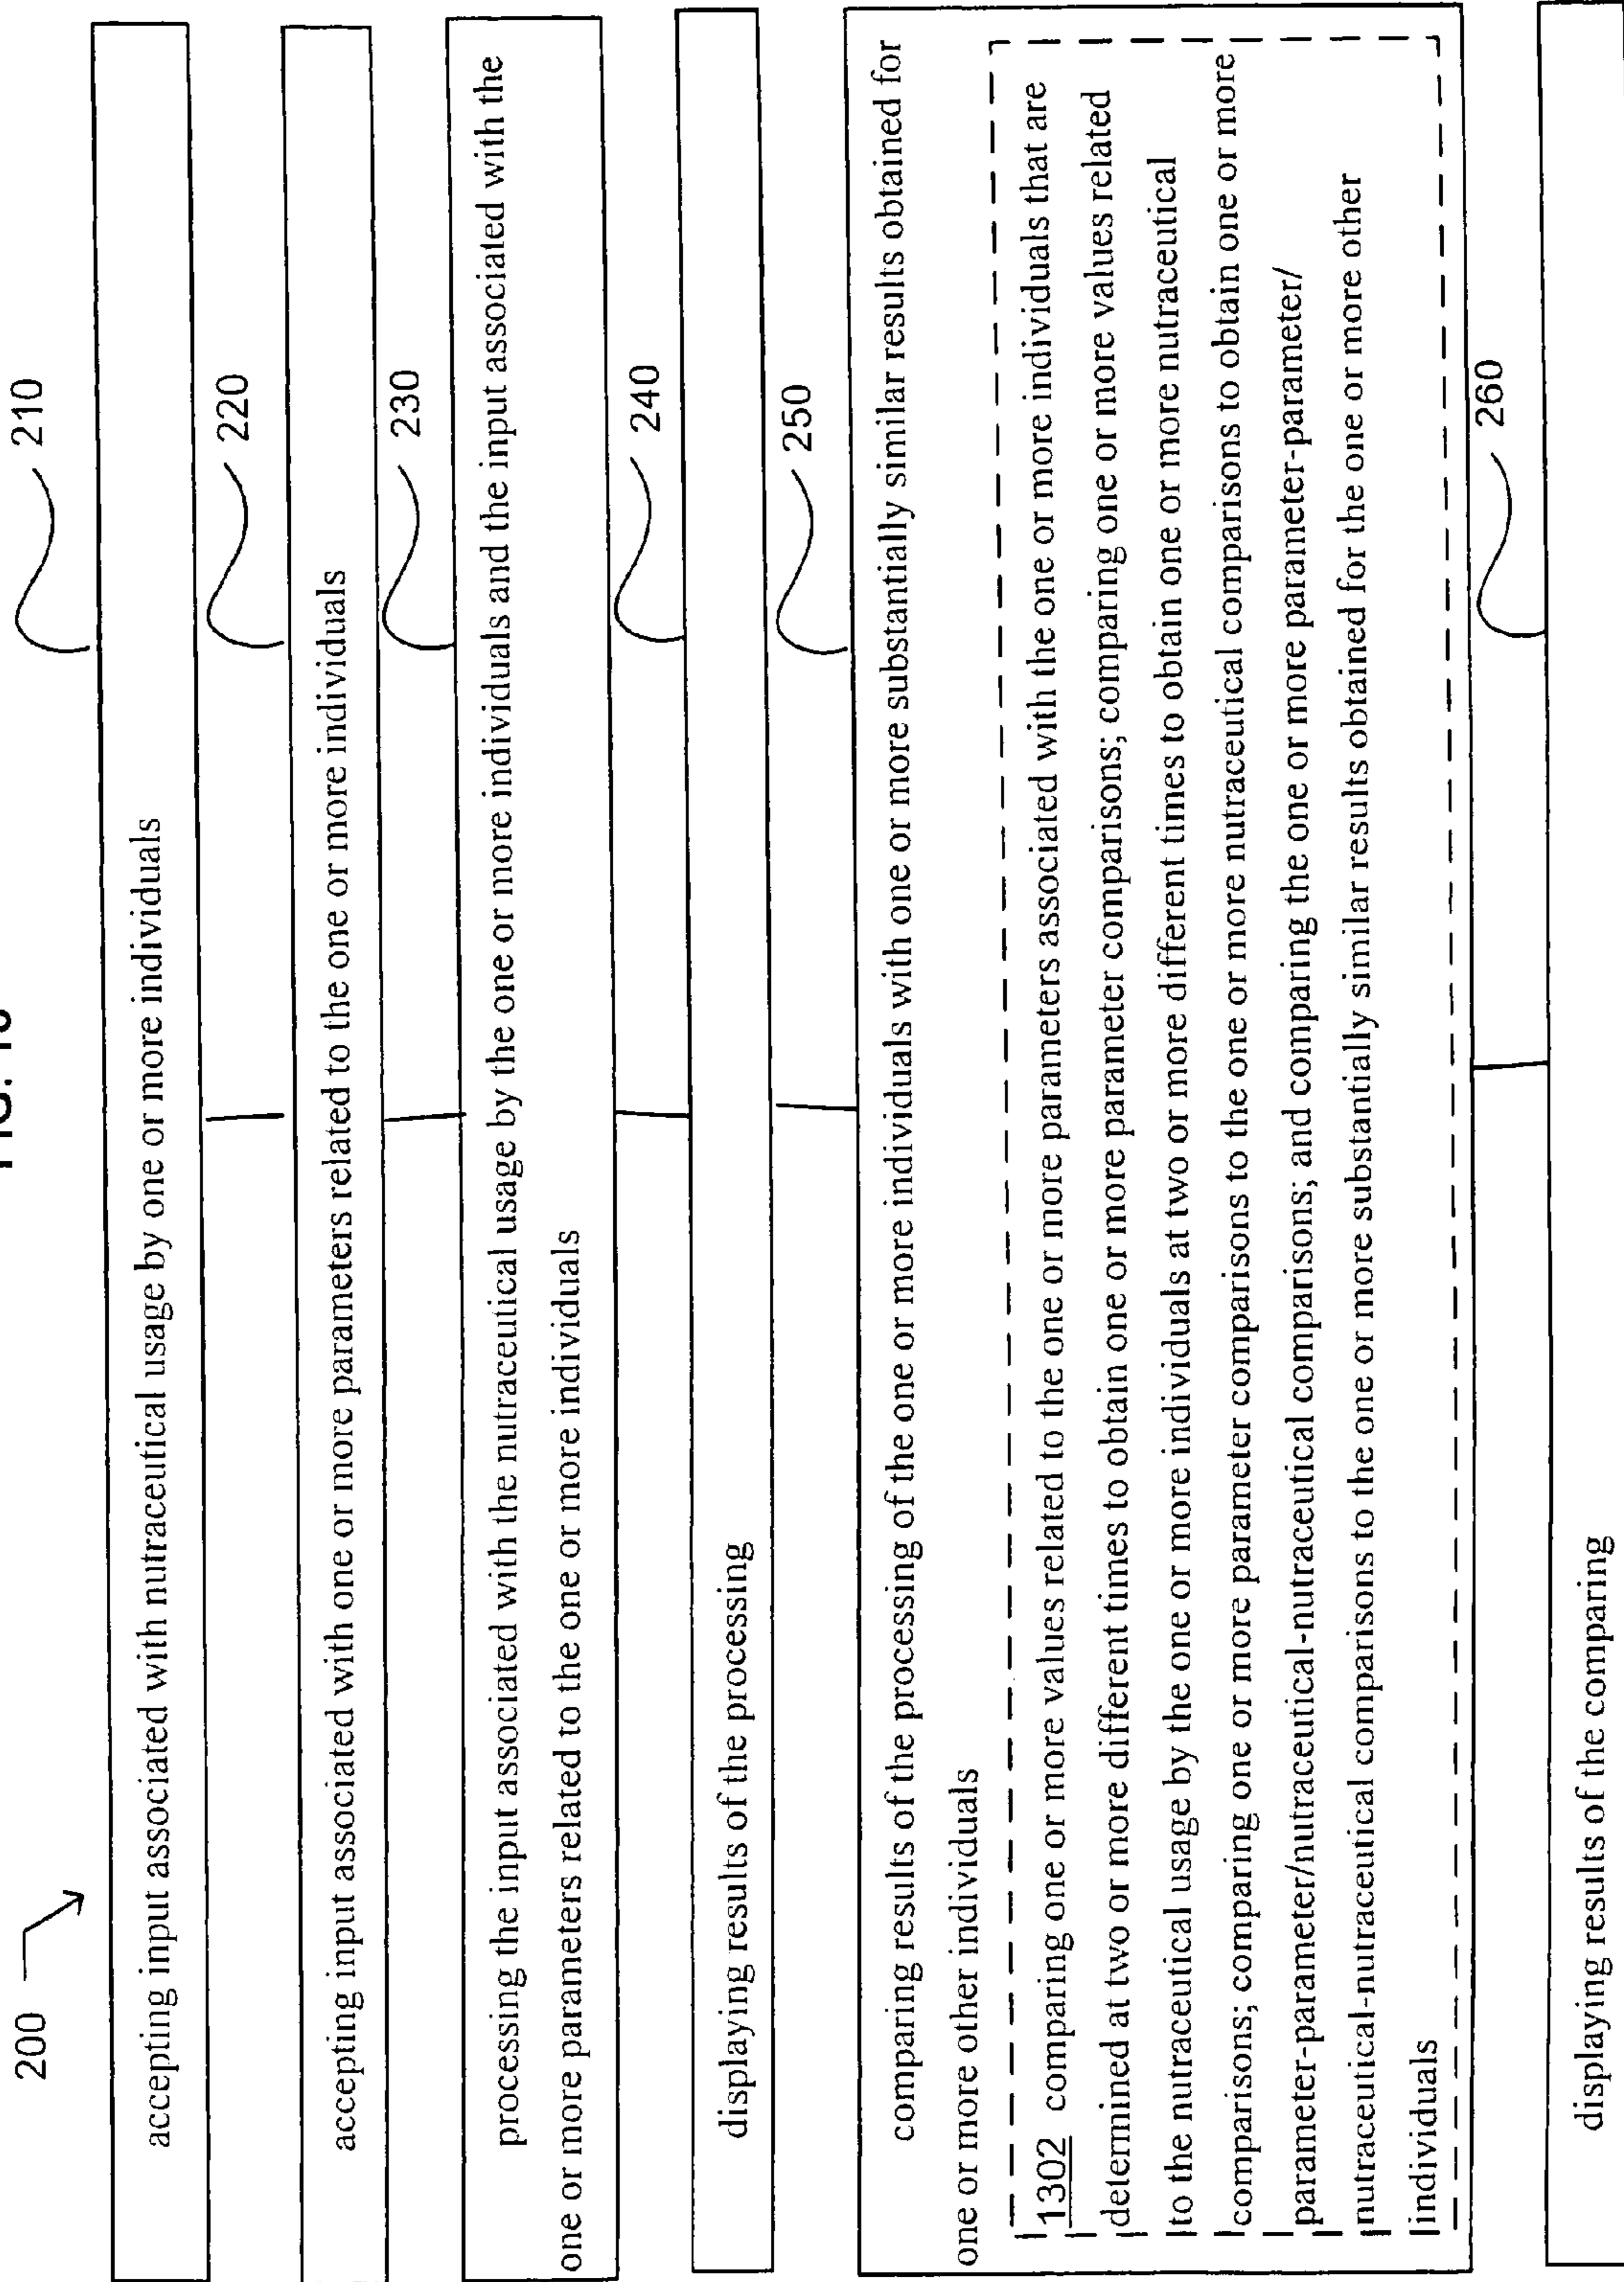 FIG.
200
210
accepting input associated with nutraceutical usage by one or more individuals
220
accepting input associated with one or more parameters related to the one or more individuals
230
processing the input associated with the nutraceutical usage by the one or more individuals and the input associated with the
one or more parameters related to the one or more individuals
240
displaying results of the processing
250
comparing results of the processing of the one or more individuals with one or more substantially similar results obtained for
one or more other individuals
1302 comparing one or more values related to the one or more parameters associated with the one or more individuals that are
determined at two or more different times to obtain one or more parameter comparisons; comparing one or more values related
to the nutraceutical usage by the one or more individuals at two or more different times to obtain one or more nutraceutical
comparisons; comparing one or more parameter comparisons to the one or more nutraceutical comparisons to obtain one or more
parameter-parameter/nutraceutical-nutraceutical comparisons; and comparing the one or more parameter-parameter/
nutraceutical-nutraceutical comparisons to the one or more substantially similar results obtained for the one or more other
individuals
260
displaying results of the comparing